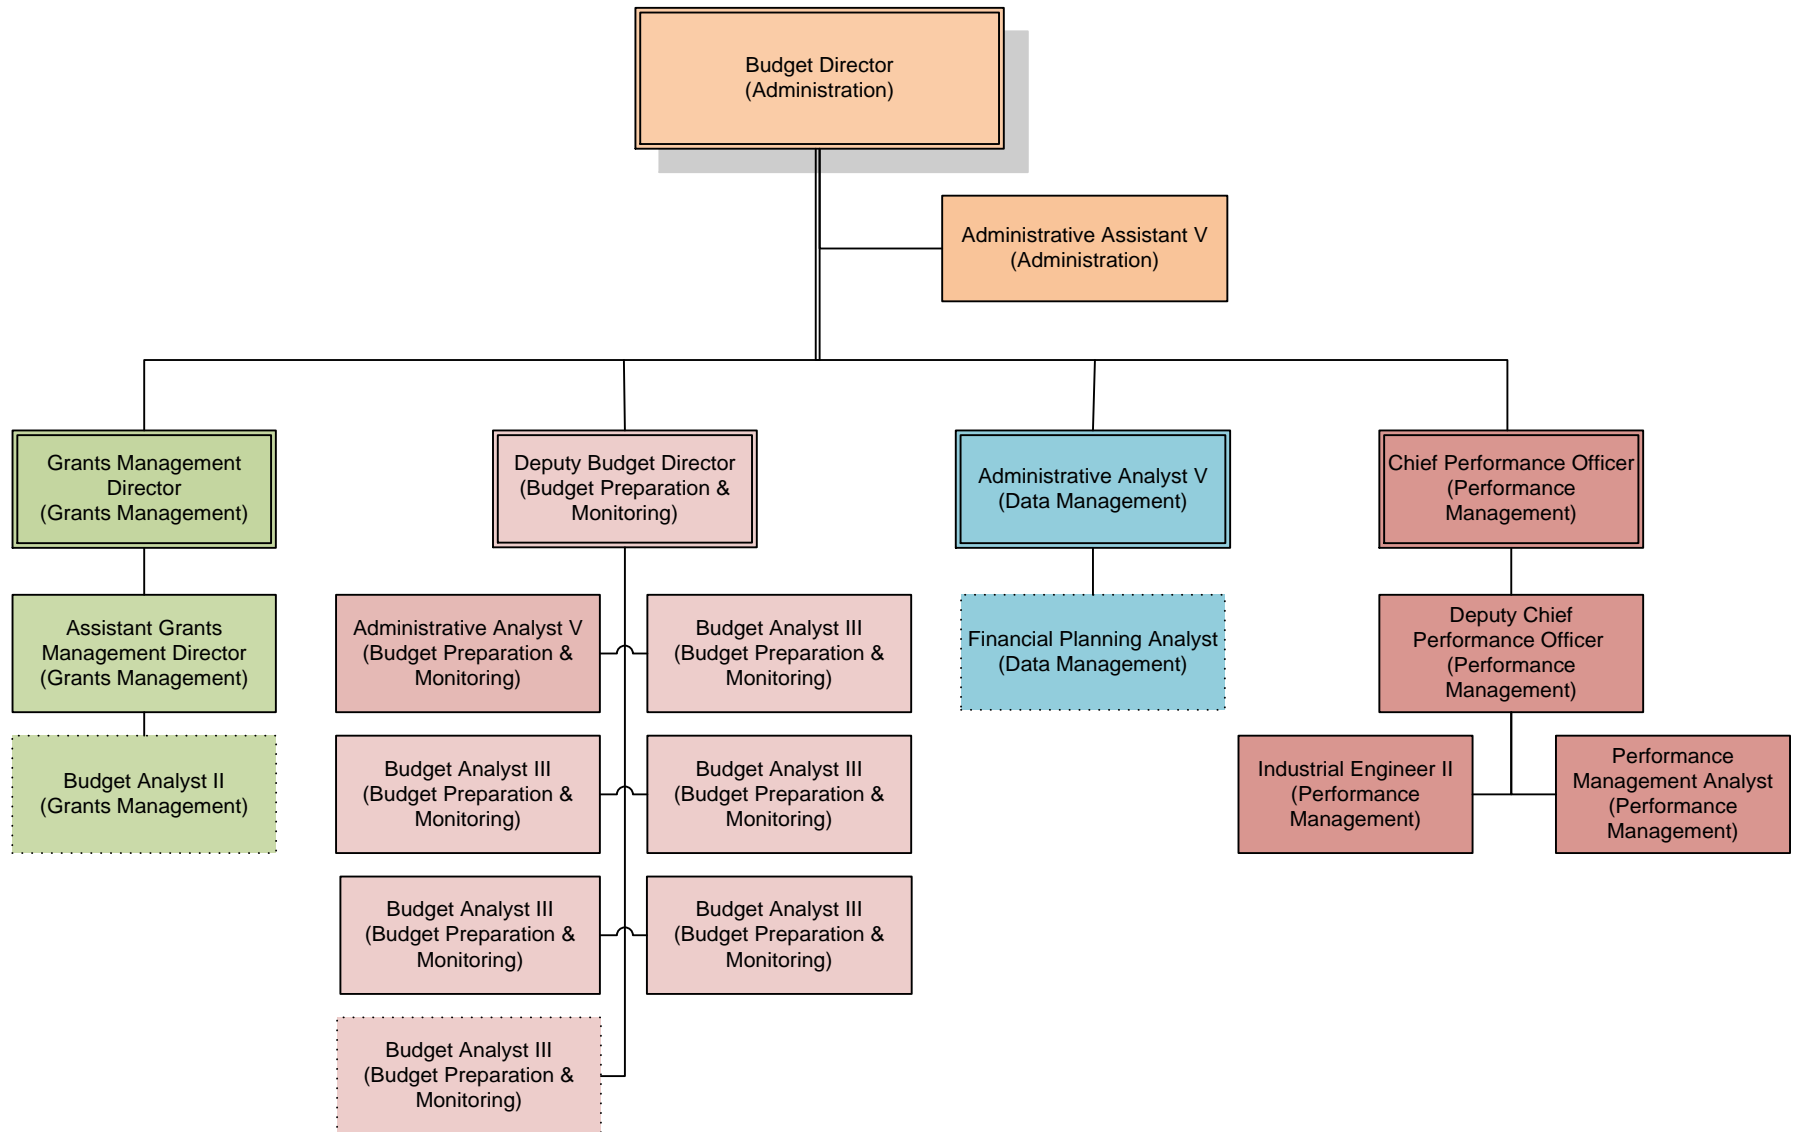 Budget Director
(Administration)
Administrative Assistant V
(Administration)
Grants Management
Director
(Grants Management)
Deputy Budget Director
(Budget Preparation &
Monitoring)
Administrative Analyst V
(Data Management)
Chief Performance Officer
(Performance
Management)
Assistant Grants
Management Director
(Grants Management)
Administrative Analyst V
(Budget Preparation &
Monitoring)
Budget Analyst III
(Budget Preparation &
Monitoring)
Financial Planning Analyst
(Data Management)
Deputy Chief
Performance Officer
(Performance
Management)
Budget Analyst II
(Grants Management)
Budget Analyst III
(Budget Preparation &
Monitoring)
Budget Analyst III
(Budget Preparation &
Monitoring)
Industrial Engineer II
(Performance
Management)
Performance
Management Analyst
(Performance
Management)
Budget Analyst III
(Budget Preparation &
Monitoring)
Budget Analyst III
(Budget Preparation &
Monitoring)
Budget Analyst III
(Budget Preparation &
Monitoring)